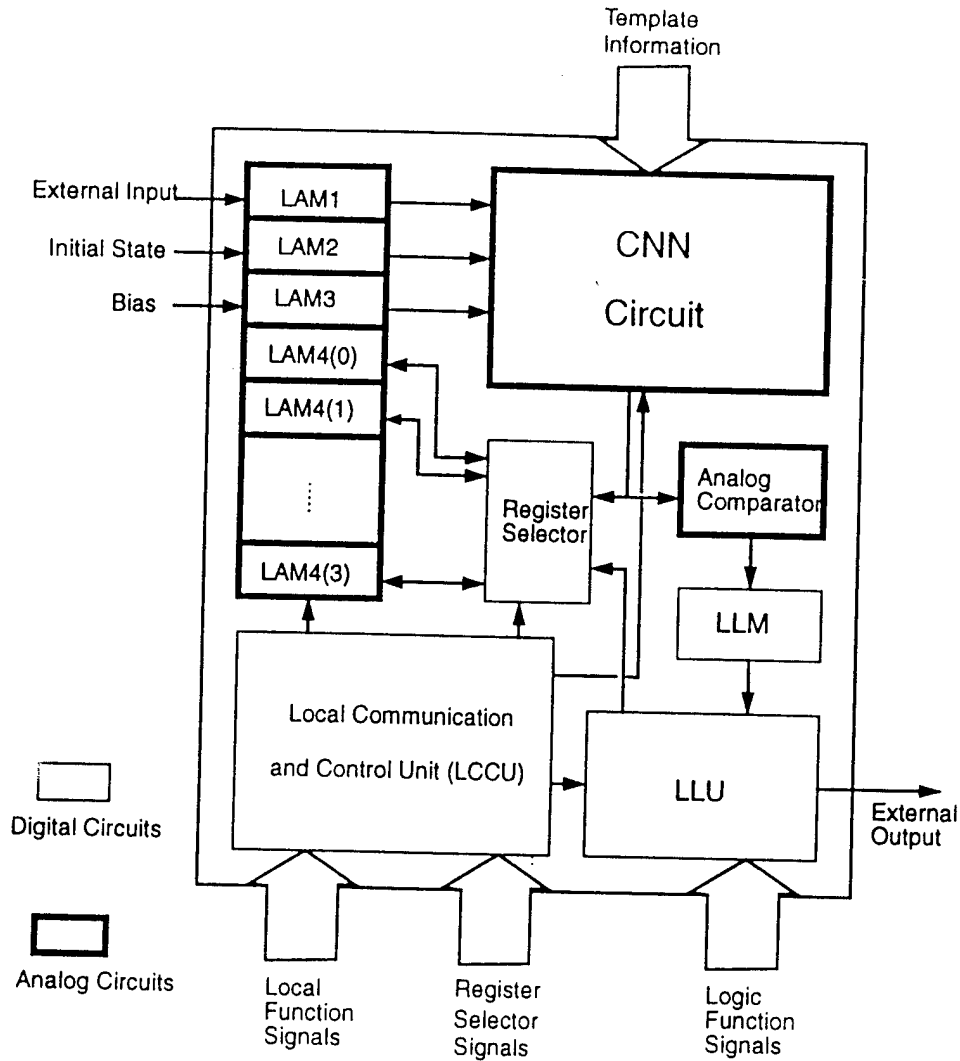 Template
Information
External Input
LAM1
CNN
Circuit
Initial State
LAM2
Bias
LAM3
LAM4(0)
LAM4(1)
......
LAM4(3)
Register
Selector
Analog
Comparator
LLM
Local Communication
and Control Unit (LCCU)
LLU
External
Output
Digital Circuits
Analog Circuits
Local
Function
Signals
Register
Selector
Signals
Logic
Function
Signals